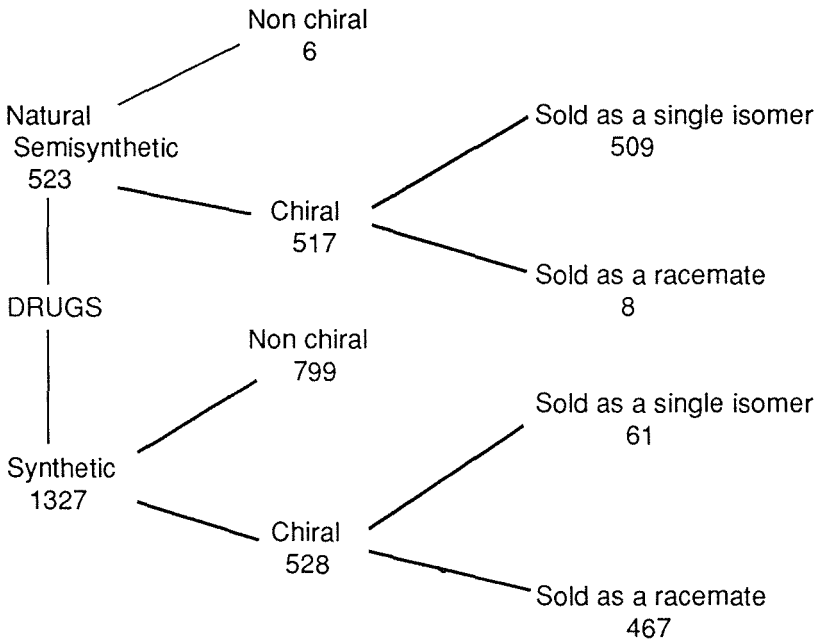 Non chiral
6
Natural
Semisynthetic
523
Sold as a single isomer
509
Chiral
517
Sold as a racemate
8
DRUGS
Non chiral
799
Sold as a single isomer
61
Synthetic
1327
Chiral
528
Sold as a racemate
467